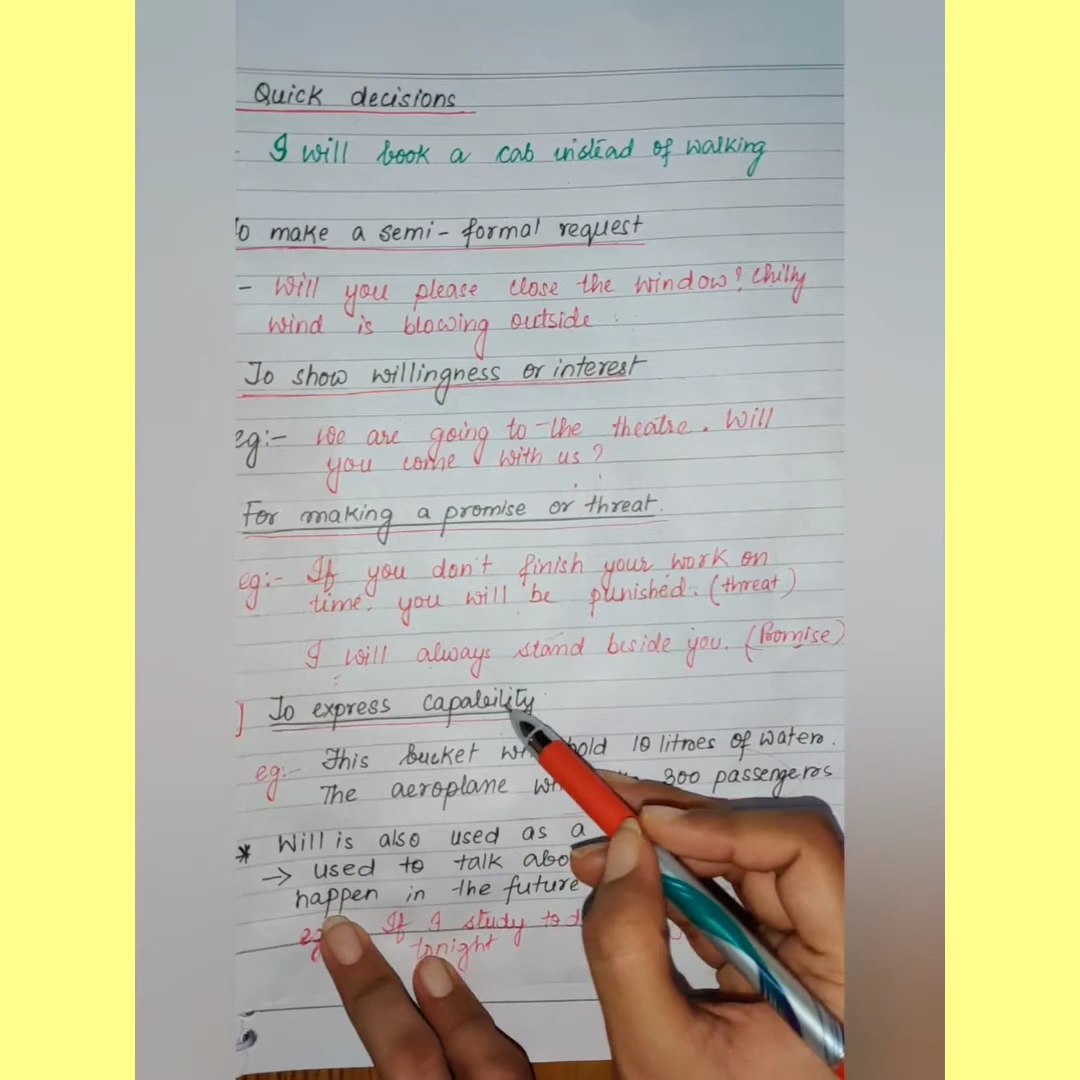 Quick decisions
- I will book a cab instead of walking
To make a semi-formal request
- Will you please close the window? Chilly
wind is blowing outside
To show willingness or interest
eg:- We are going to the theatre. Will
you come with us?
For making a promise or threat.
eg:- If you don't finish your work on
time. you will be punished. (threat)
I will always stand beside you. (Promise)
] To express capability
eg:- This bucket hold 10 litres of water.
The aeroplane 300 passengers
* Will is also used as a
→ used to talk
happen in the future
If I study
tonight